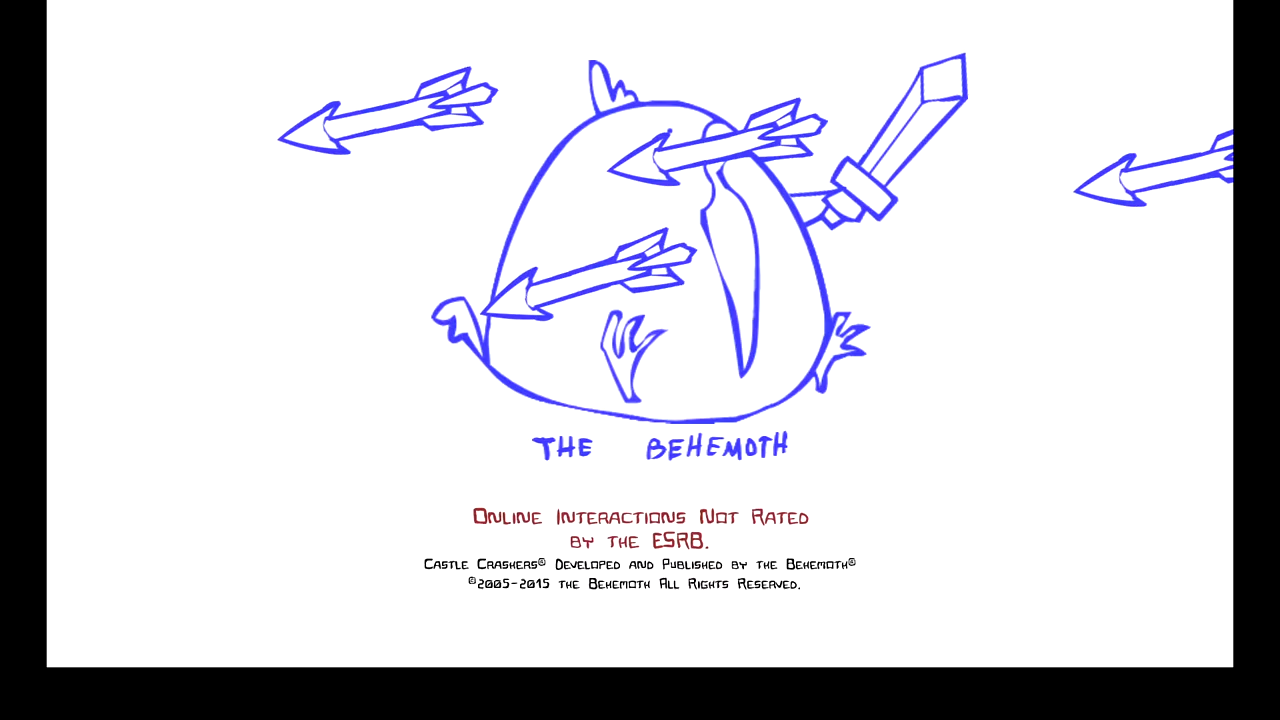 THE BEHEMOTH
ONLINE INTERACTIONS NOT RATED
BY THE ESRB.
CASTLE CRASHERS® DEVELOPED AND PUBLISHED BY THE BEHEMOTH®
©2005-2015 THE BEHEMOTH ALL RIGHTS RESERVED.